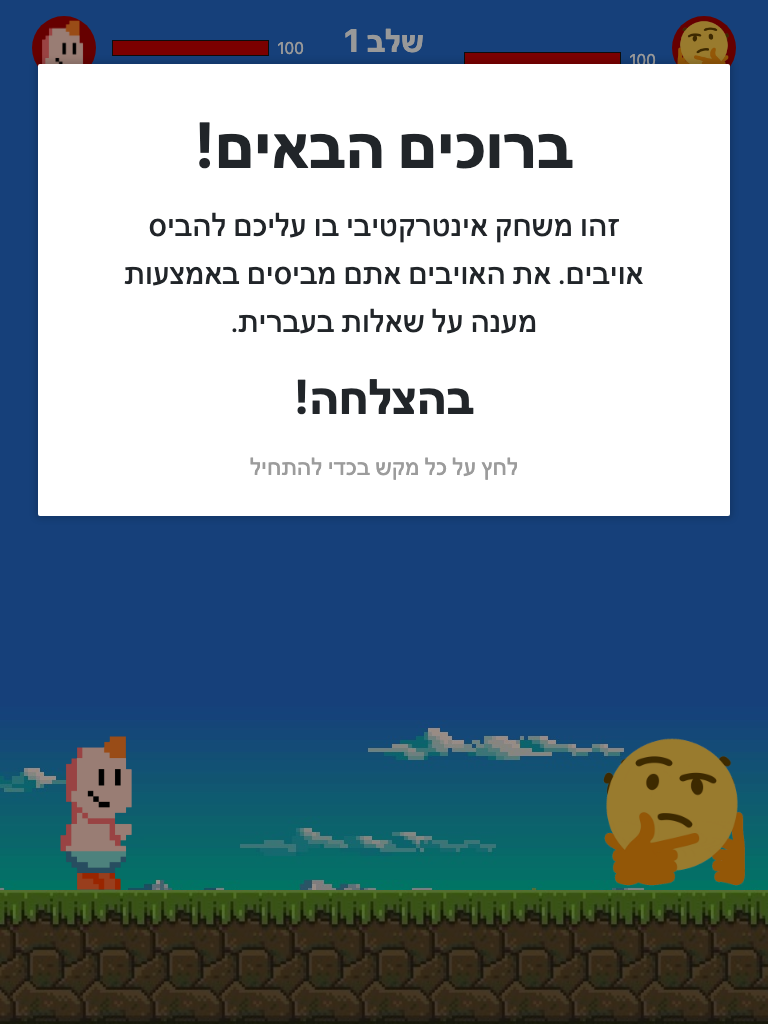 שלב 1
100
100
ברוכים הבאים!
זהו משחק אינטרקטיבי בו עליכם להביס
אויבים. את האויבים אתם מביסים באמצעות
מענה על שאלות בעברית.
בהצלחה!
לחץ על כל מקש בכדי להתחיל